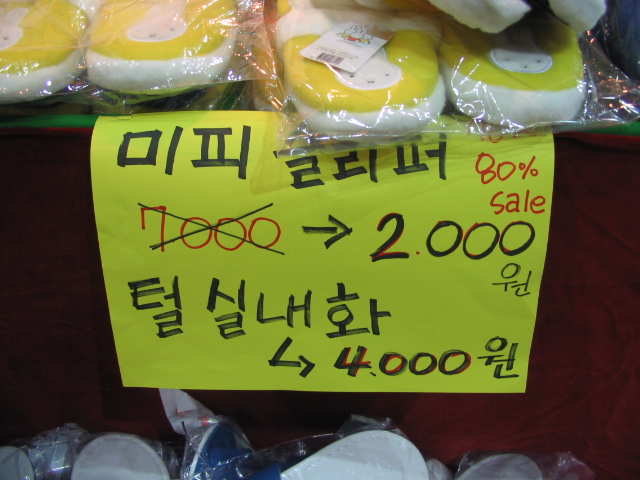 미피 슬리퍼
80%
sale
7000 → 2.000
원
털실내화
↳ 4.000원